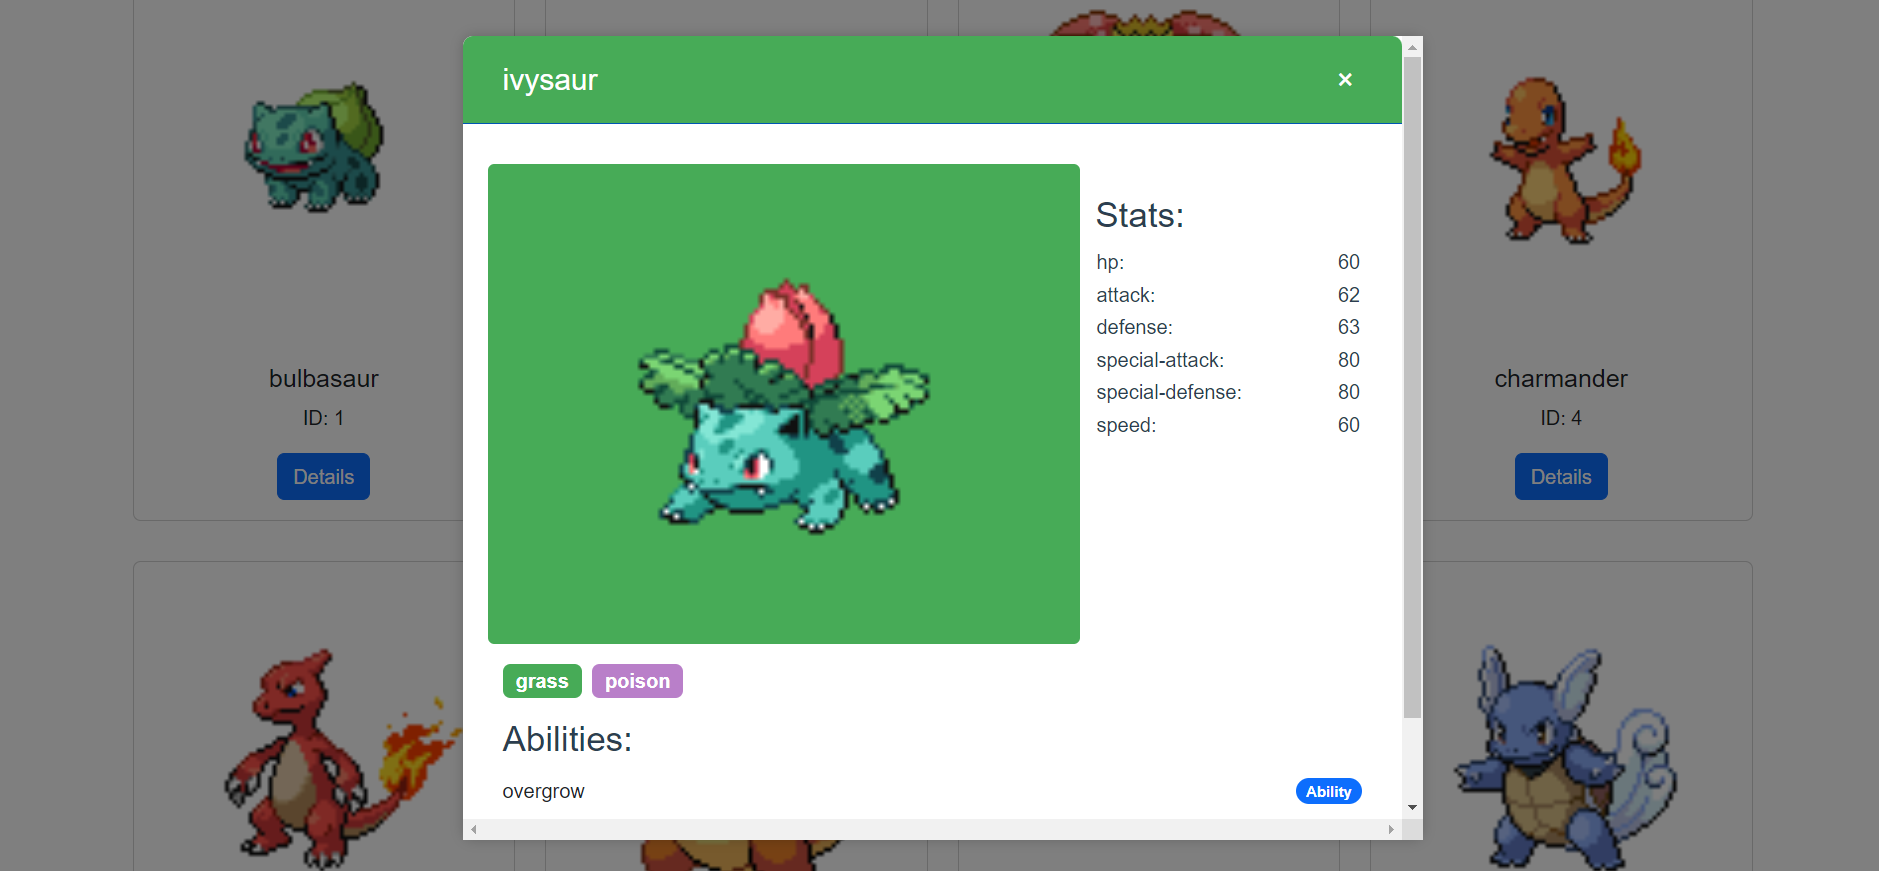 ivysaur
×
Stats:
hp: 60
attack: 62
defense: 63
special-attack: 80
special-defense: 80
speed: 60
grass poison
Abilities:
overgrow Ability
bulbasaur
ID: 1
Details
charmander
ID: 4
Details